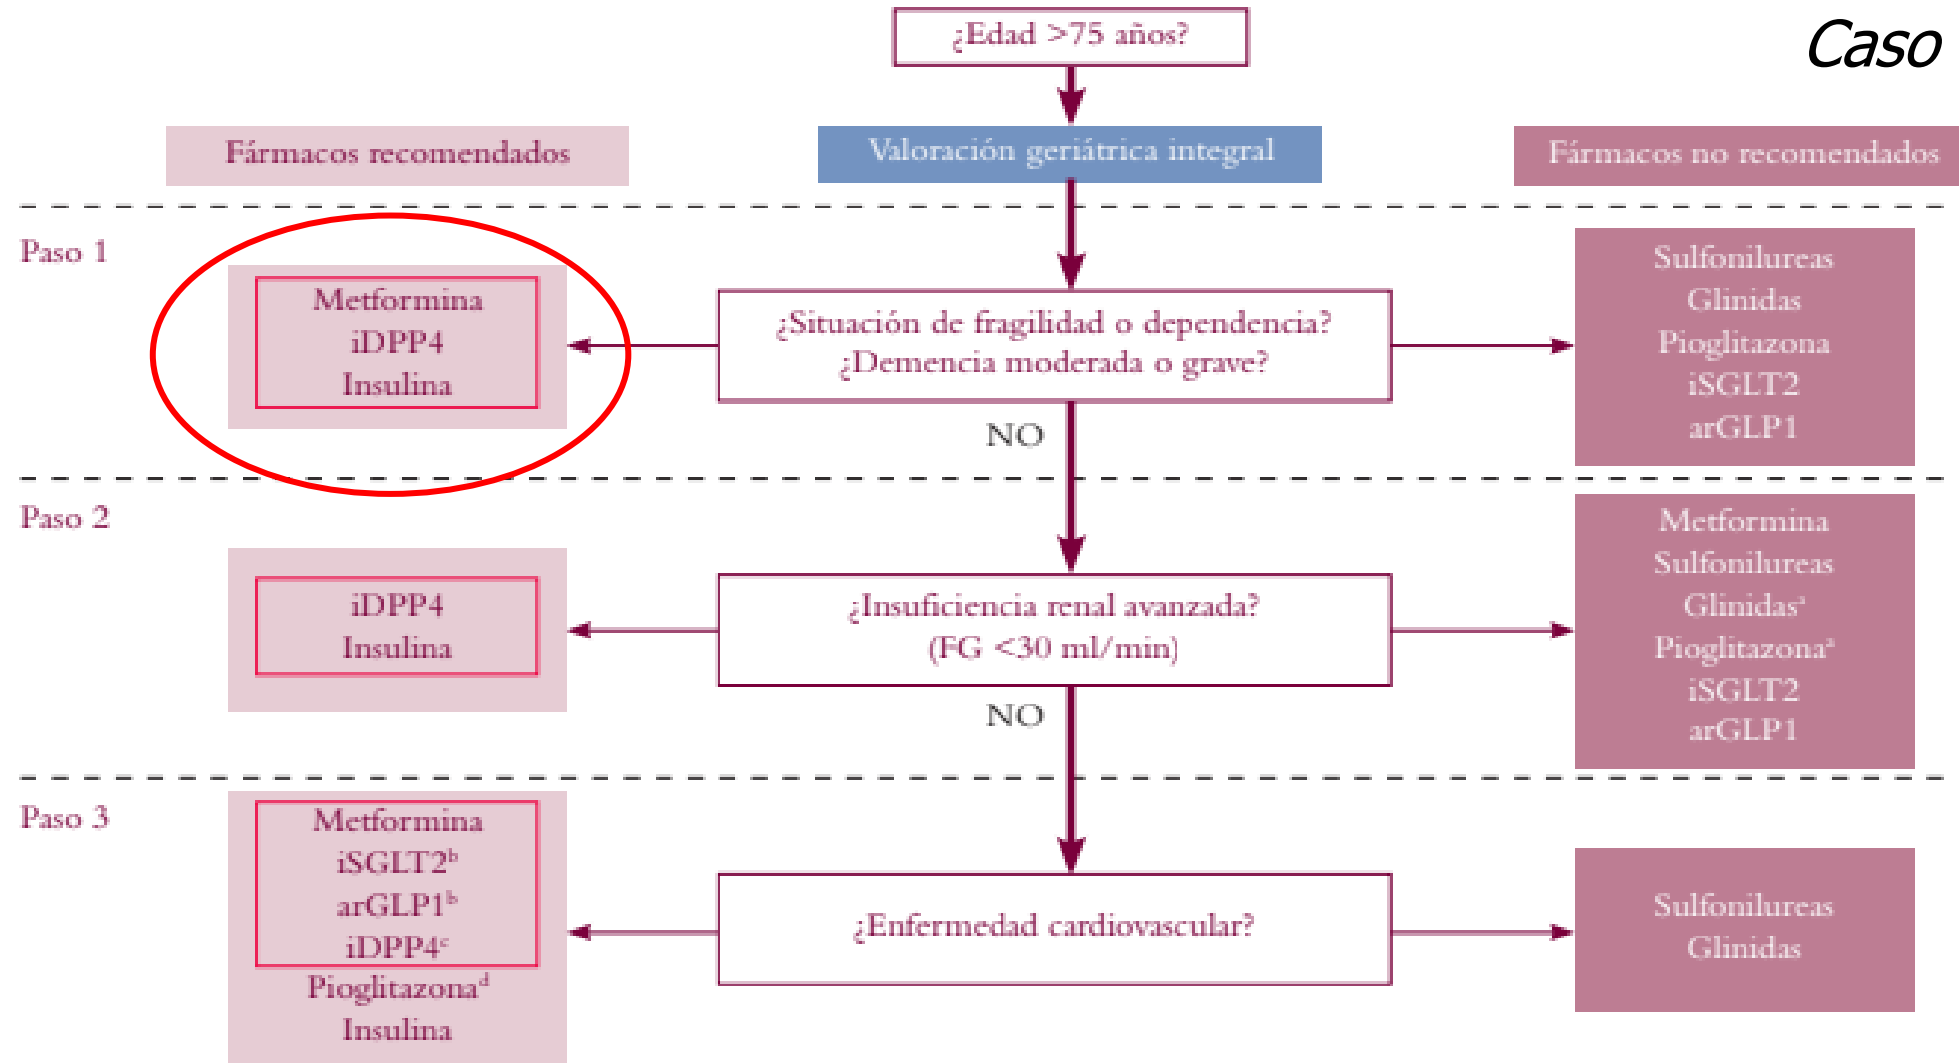 ¿Edad >75 años?
Caso
Fármacos recomendados
Valoración geriátrica integral
Fármacos no recomendados
Paso 1
Metformina
iDPP4
Insulina
¿Situación de fragilidad o dependencia?
¿Demencia moderada o grave?
Sulfonilureas
Glinidas
Pioglitazona
iSGLT2
arGLP1
NO
Paso 2
iDPP4
Insulina
¿Insuficiencia renal avanzada?
(FG <30 ml/min)
Metformina
Sulfonilureas
Glinidasᵃ
Pioglitazonaᵃ
iSGLT2
arGLP1
NO
Paso 3
Metformina
iSGLT2ᵇ
arGLP1ᵇ
iDPP4ᶜ
Pioglitazonaᵈ
Insulina
¿Enfermedad cardiovascular?
Sulfonilureas
Glinidas